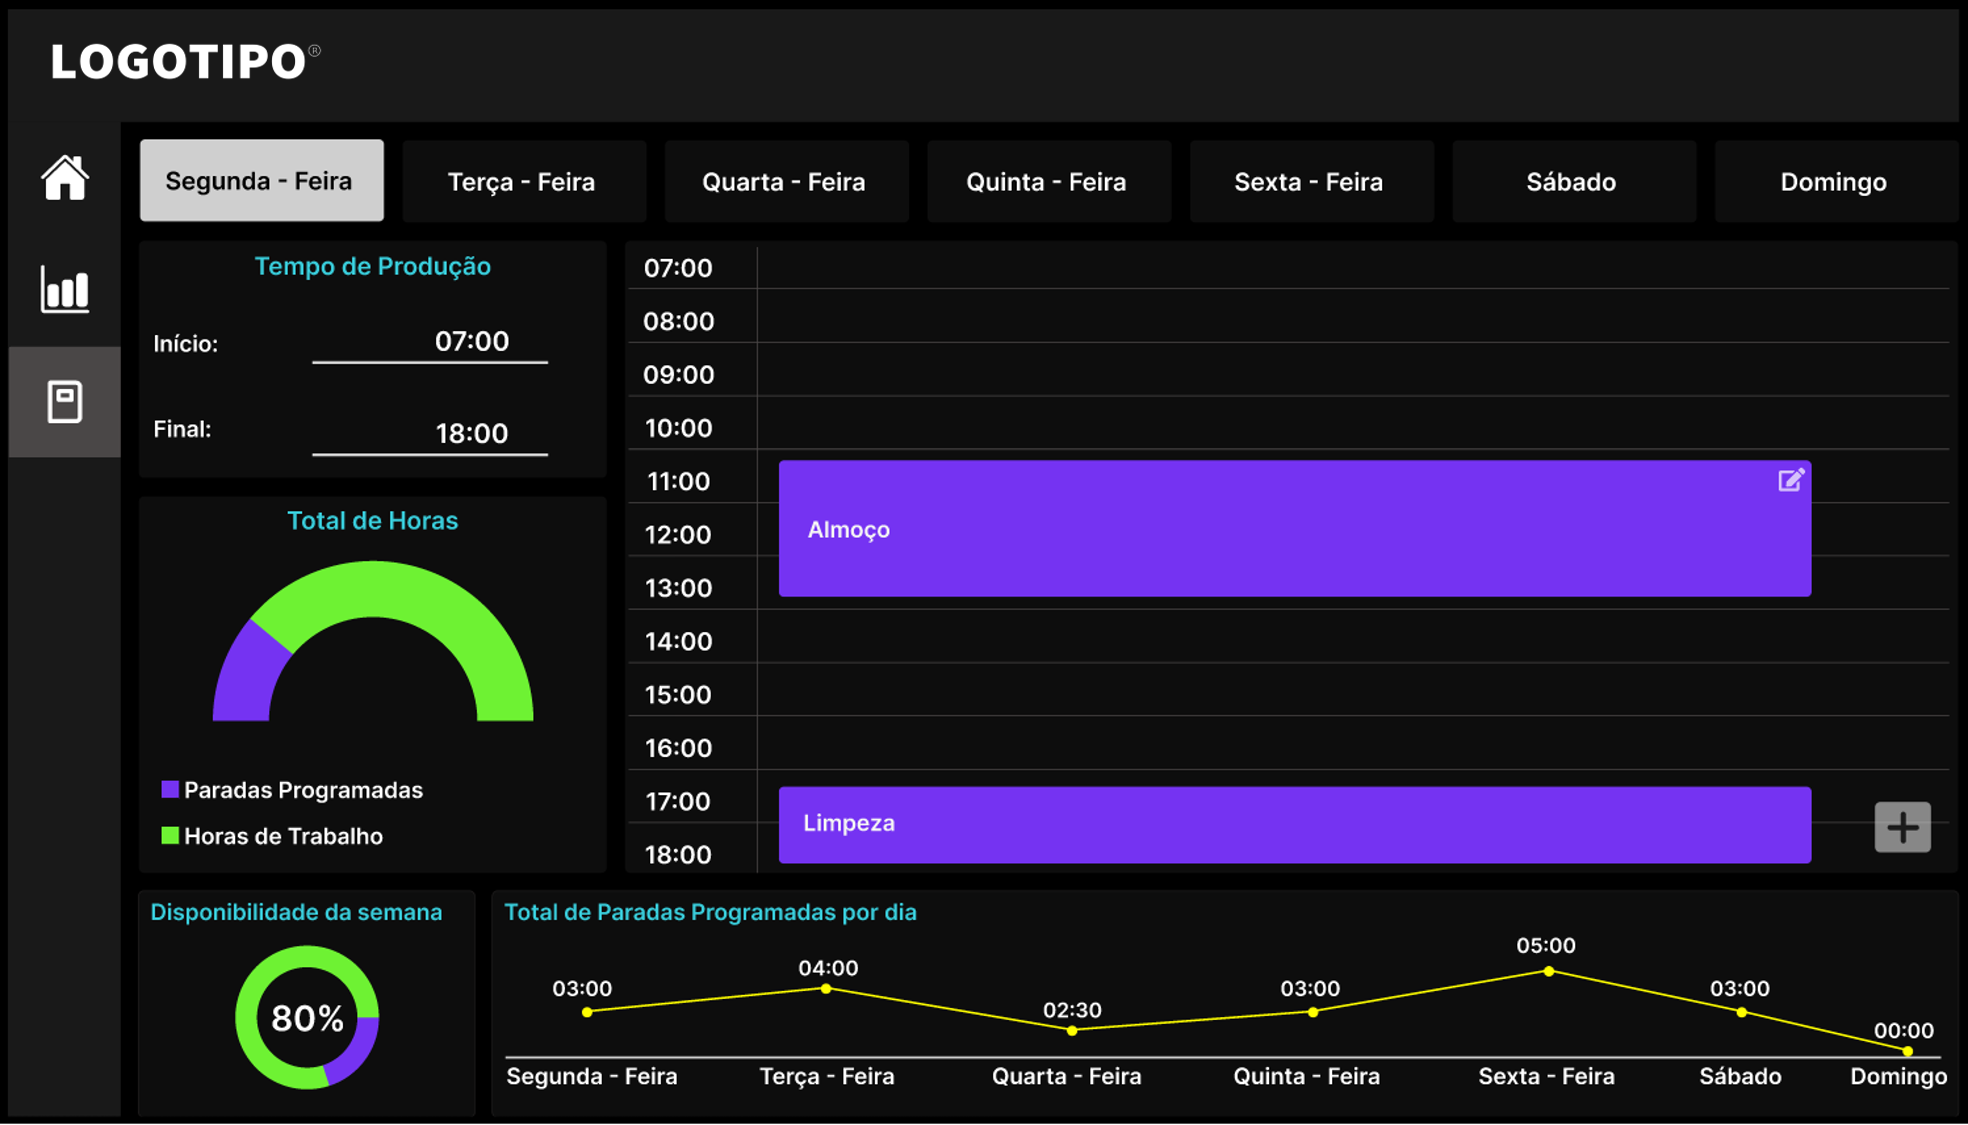 LOGOTIPO®
Segunda - Feira
Terça - Feira
Quarta - Feira
Quinta - Feira
Sexta - Feira
Sábado
Domingo
Tempo de Produção
Início:
07:00
Final:
18:00
Total de Horas
Paradas Programadas
Horas de Trabalho
07:00
08:00
09:00
10:00
11:00
12:00
13:00
14:00
15:00
16:00
17:00
18:00
Almoço
Limpeza
Disponibilidade da semana
80%
Total de Paradas Programadas por dia
03:00
04:00
02:30
03:00
05:00
03:00
00:00
Segunda - Feira
Terça - Feira
Quarta - Feira
Quinta - Feira
Sexta - Feira
Sábado
Domingo